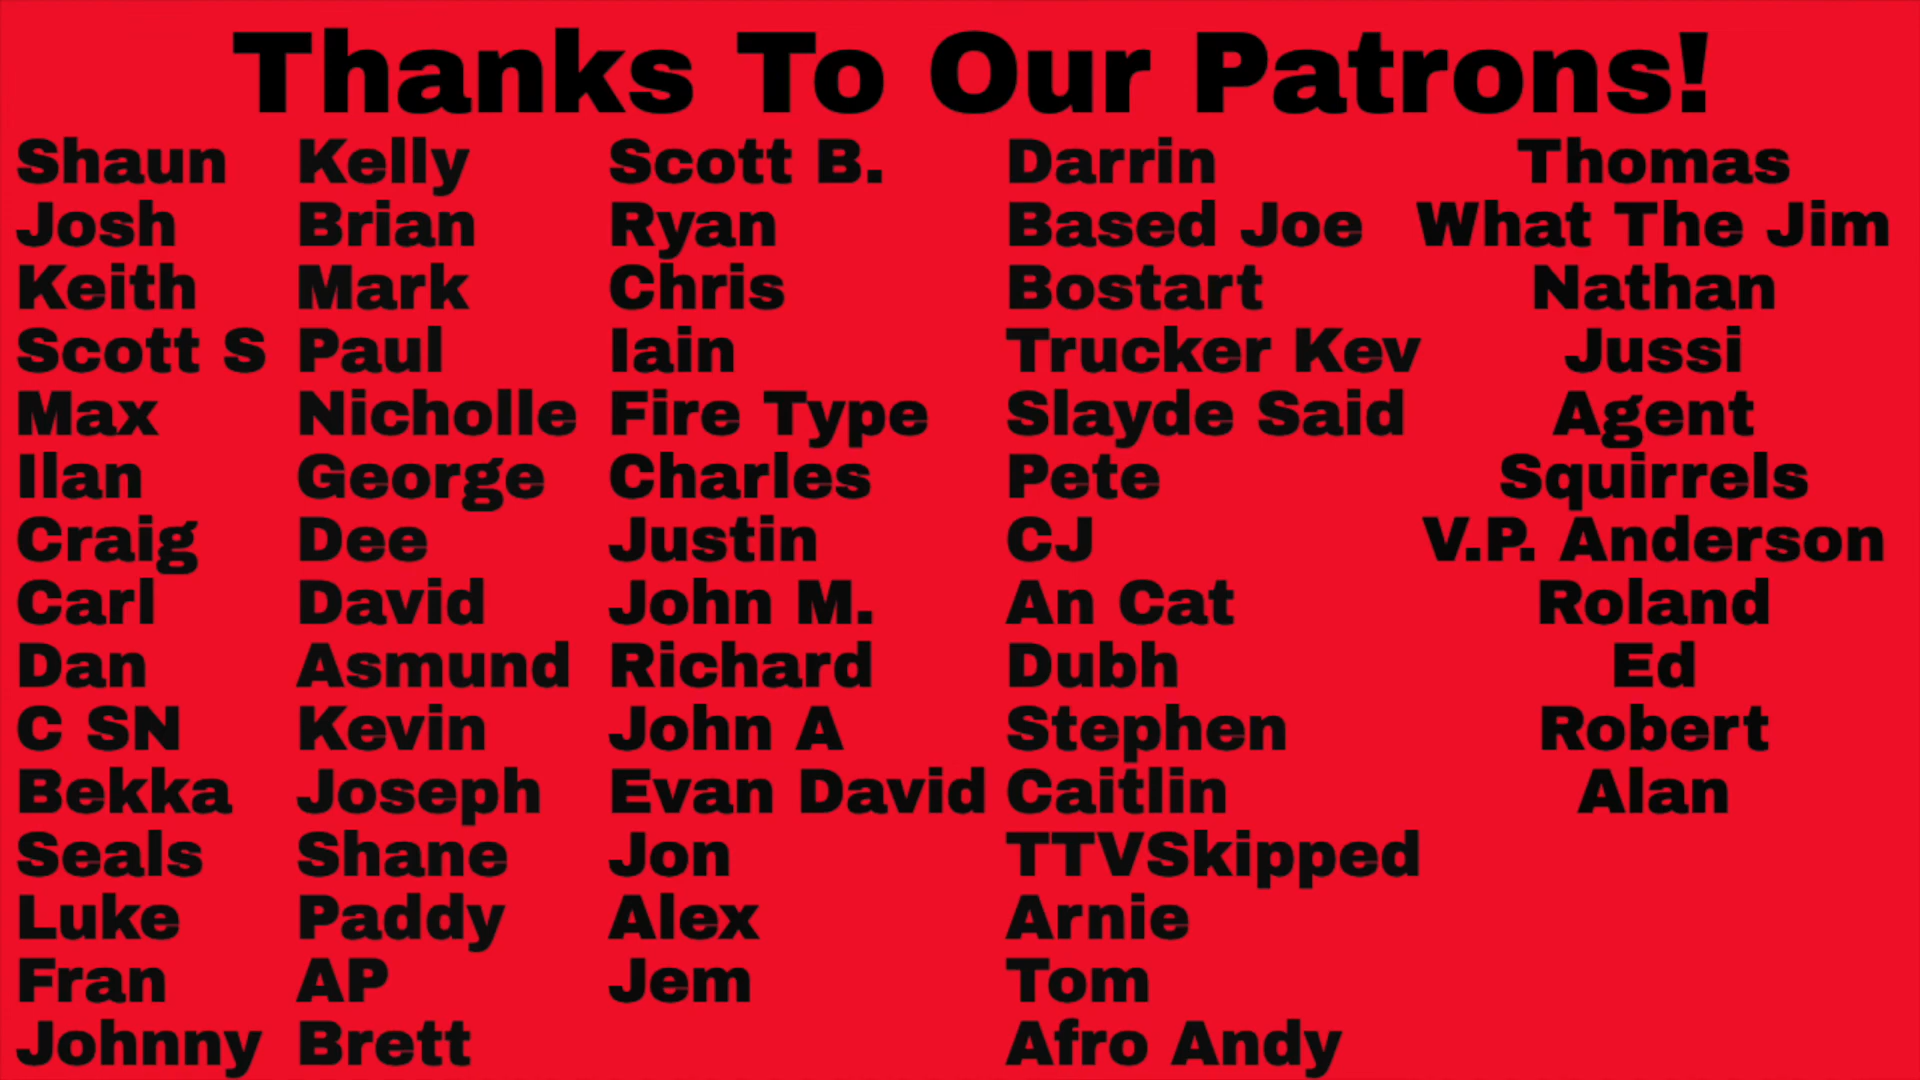 Thanks To Our Patrons!
Shaun
Josh
Keith
Scott S
Max
Ilan
Craig
Carl
Dan
C SN
Bekka
Seals
Luke
Fran
Johnny
Kelly
Brian
Mark
Paul
Nicholle
George
Dee
David
Asmund
Kevin
Joseph
Shane
Paddy
AP
Brett
Scott B.
Ryan
Chris
Iain
Fire Type
Charles
Justin
John M.
Richard
John A
Evan David
Jon
Alex
Jem
Darrin
Based Joe
Bostart
Trucker Kev
Slayde Said
Pete
CJ
An Cat
Dubh
Stephen
Caitlin
TTVSkipped
Arnie
Tom
Afro Andy
Thomas
What The Jim
Nathan
Jussi
Agent
Squirrels
V.P. Anderson
Roland
Ed
Robert
Alan